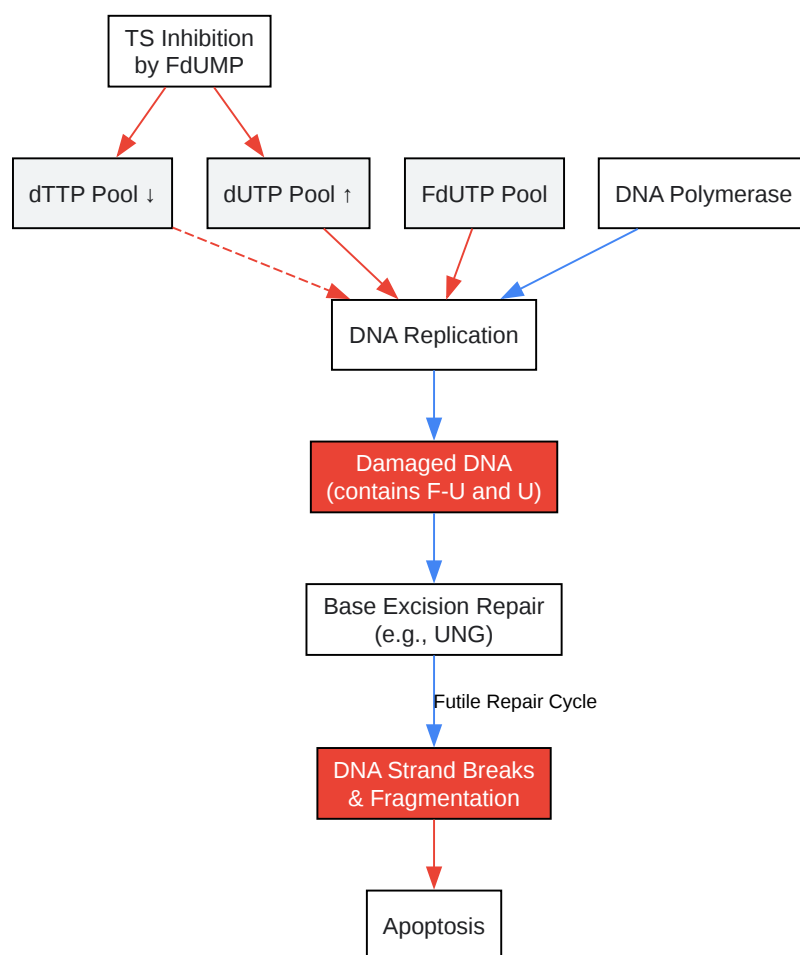 TS Inhibition
by FdUMP
dTTP Pool ↓
dUTP Pool ↑
FdUTP Pool
DNA Polymerase
DNA Replication
Damaged DNA
(contains F-U and U)
Base Excision Repair
(e.g., UNG)
Futile Repair Cycle
DNA Strand Breaks
& Fragmentation
Apoptosis